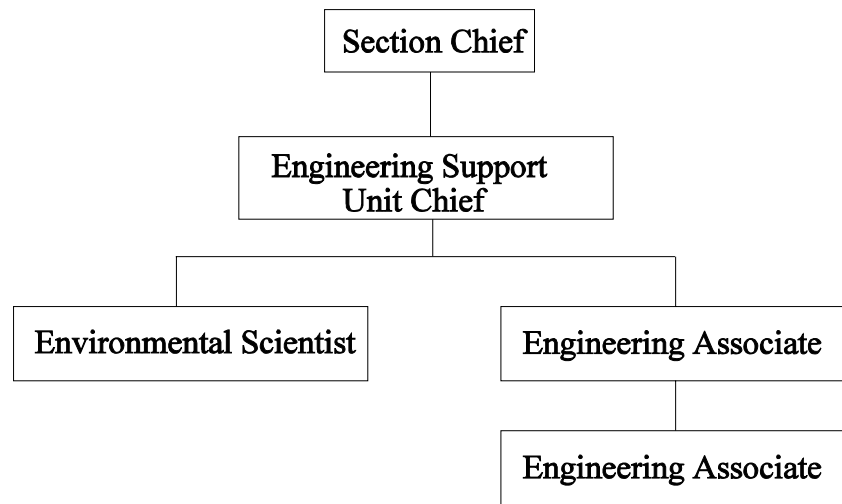 Section Chief
Engineering Support
Unit Chief
Environmental Scientist
Engineering Associate
Engineering Associate